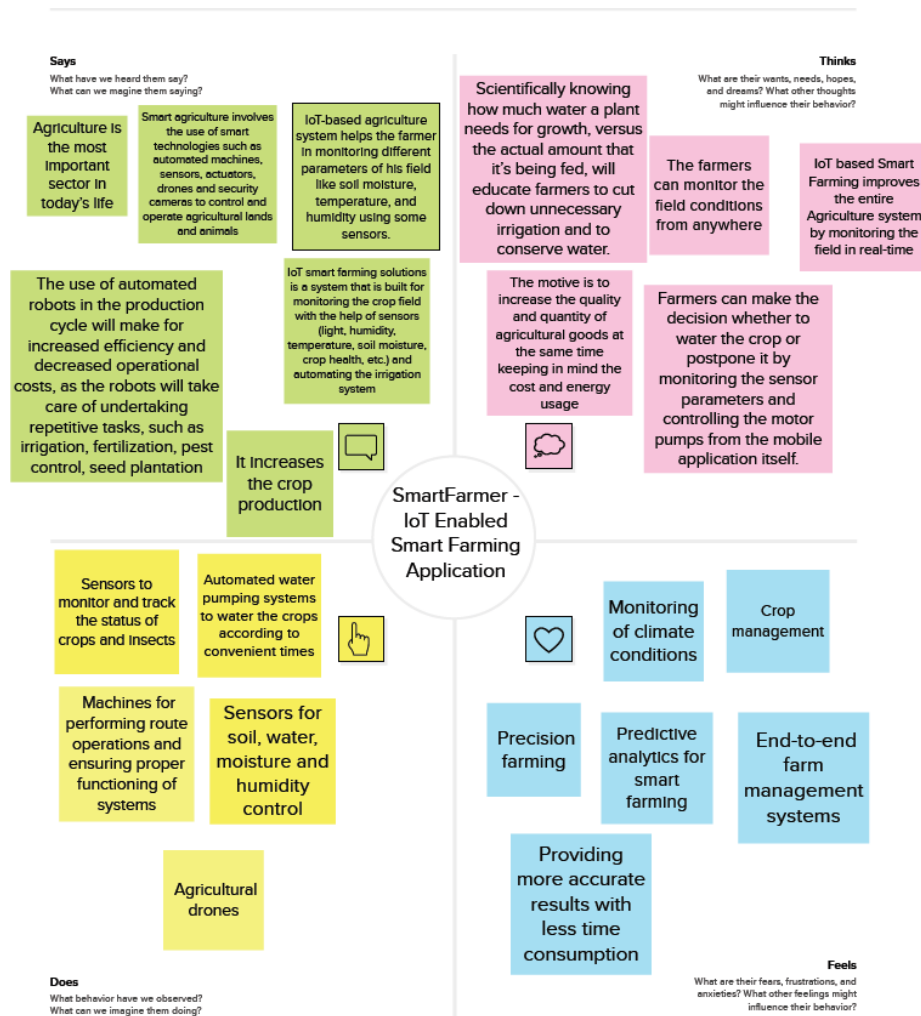 Says
What have we heard them say?
What can we magine them saying?
Agriculture is
the most
important
sector in
today's life
Smart agriculture involves
the use of smart
technologies such as
automated machines,
sensors, actuators,
drones and security
cameras to control and
operate agricultural lands
and animals
IoT-based agriculture
system helps the farmer
in monitoring different
parameters of his field
like soil moisture,
temperature, and
humidity using some
sensors.
The use of automated
robots in the production
cycle will make for
increased efficiency and
decreased operational
costs, as the robots will take
care of undertaking
repetitive tasks, such as
irrigation, fertilization, pest
control, seed plantation
IoT smart farming solutions
is a system that is built for
monitoring the crop field
with the help of sensors
(light, humidity,
temperature, soil moisture,
crop health, etc.) and
automating the irrigation
system
It increases
the crop
production
Thinks
What are their wants, needs, hopes,
and dreams? What other thoughts
might influence their behavior?
Scientifically knowing
how much water a plant
needs for growth, versus
the actual amount that
it's being fed, will
educate farmers to cut
down unnecessary
irrigation and to
conserve water.
The farmers
can monitor the
field conditions
from anywhere
IoT based Smart
Farming improves
the entire
Agriculture system
by monitoring the
field in real-time
The motive is to
increase the quality
and quantity of
agricultural goods at
the same time
keeping in mind the
cost and energy
usage
Farmers can make the
decision whether to
water the crop or
postpone it by
monitoring the sensor
parameters and
controlling the motor
pumps from the mobile
application itself.
SmartFarmer -
IoT Enabled
Smart Farming
Application
Sensors to
monitor and track
the status of
crops and insects
Automated water
pumping systems
to water the crops
according to
convenient times
Machines for
performing route
operations and
ensuring proper
functioning of
systems
Sensors for
soil, water,
moisture and
humidity
control
Agricultural
drones
Does
What behavior have we observed?
What can we imagine them doing?
Monitoring
of climate
conditions
Crop
management
Precision
farming
Predictive
analytics for
smart
farming
End-to-end
farm
management
systems
Providing
more accurate
results with
less time
consumption
Feels
What are their fears, frustrations, and
anxieties? What other feelings might
influence their behavior?